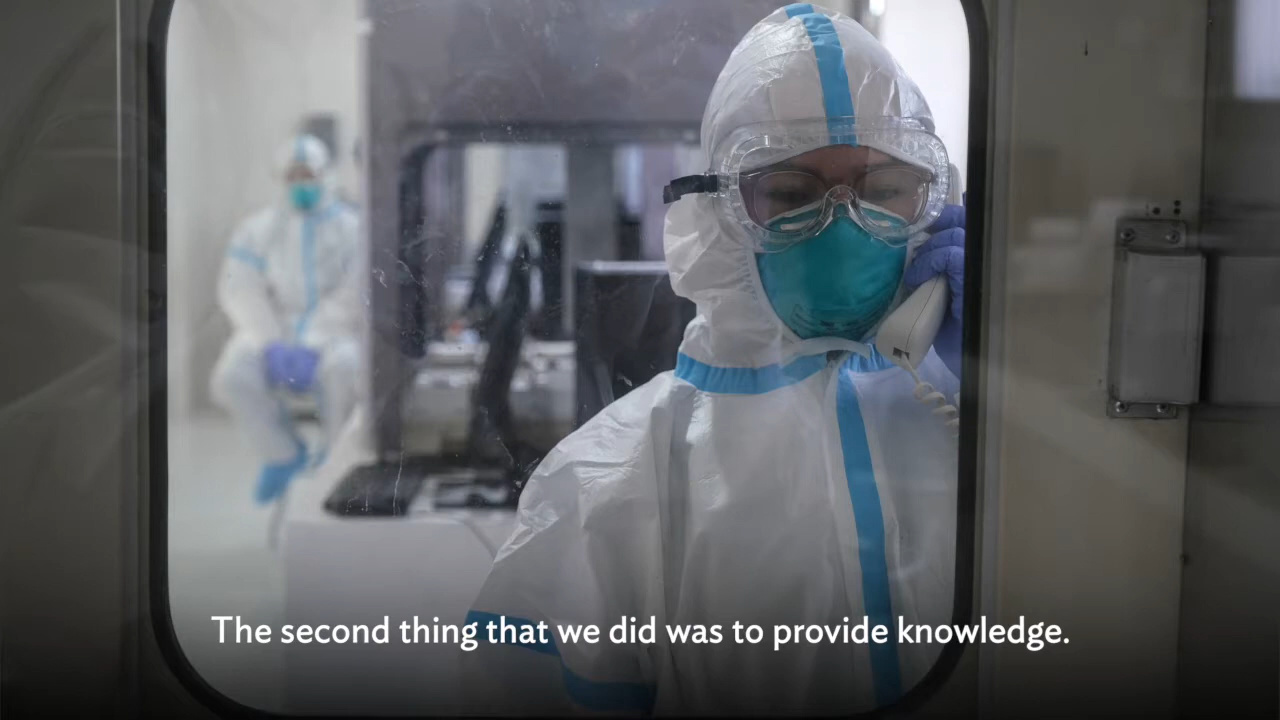 The second thing that we did was to provide knowledge.